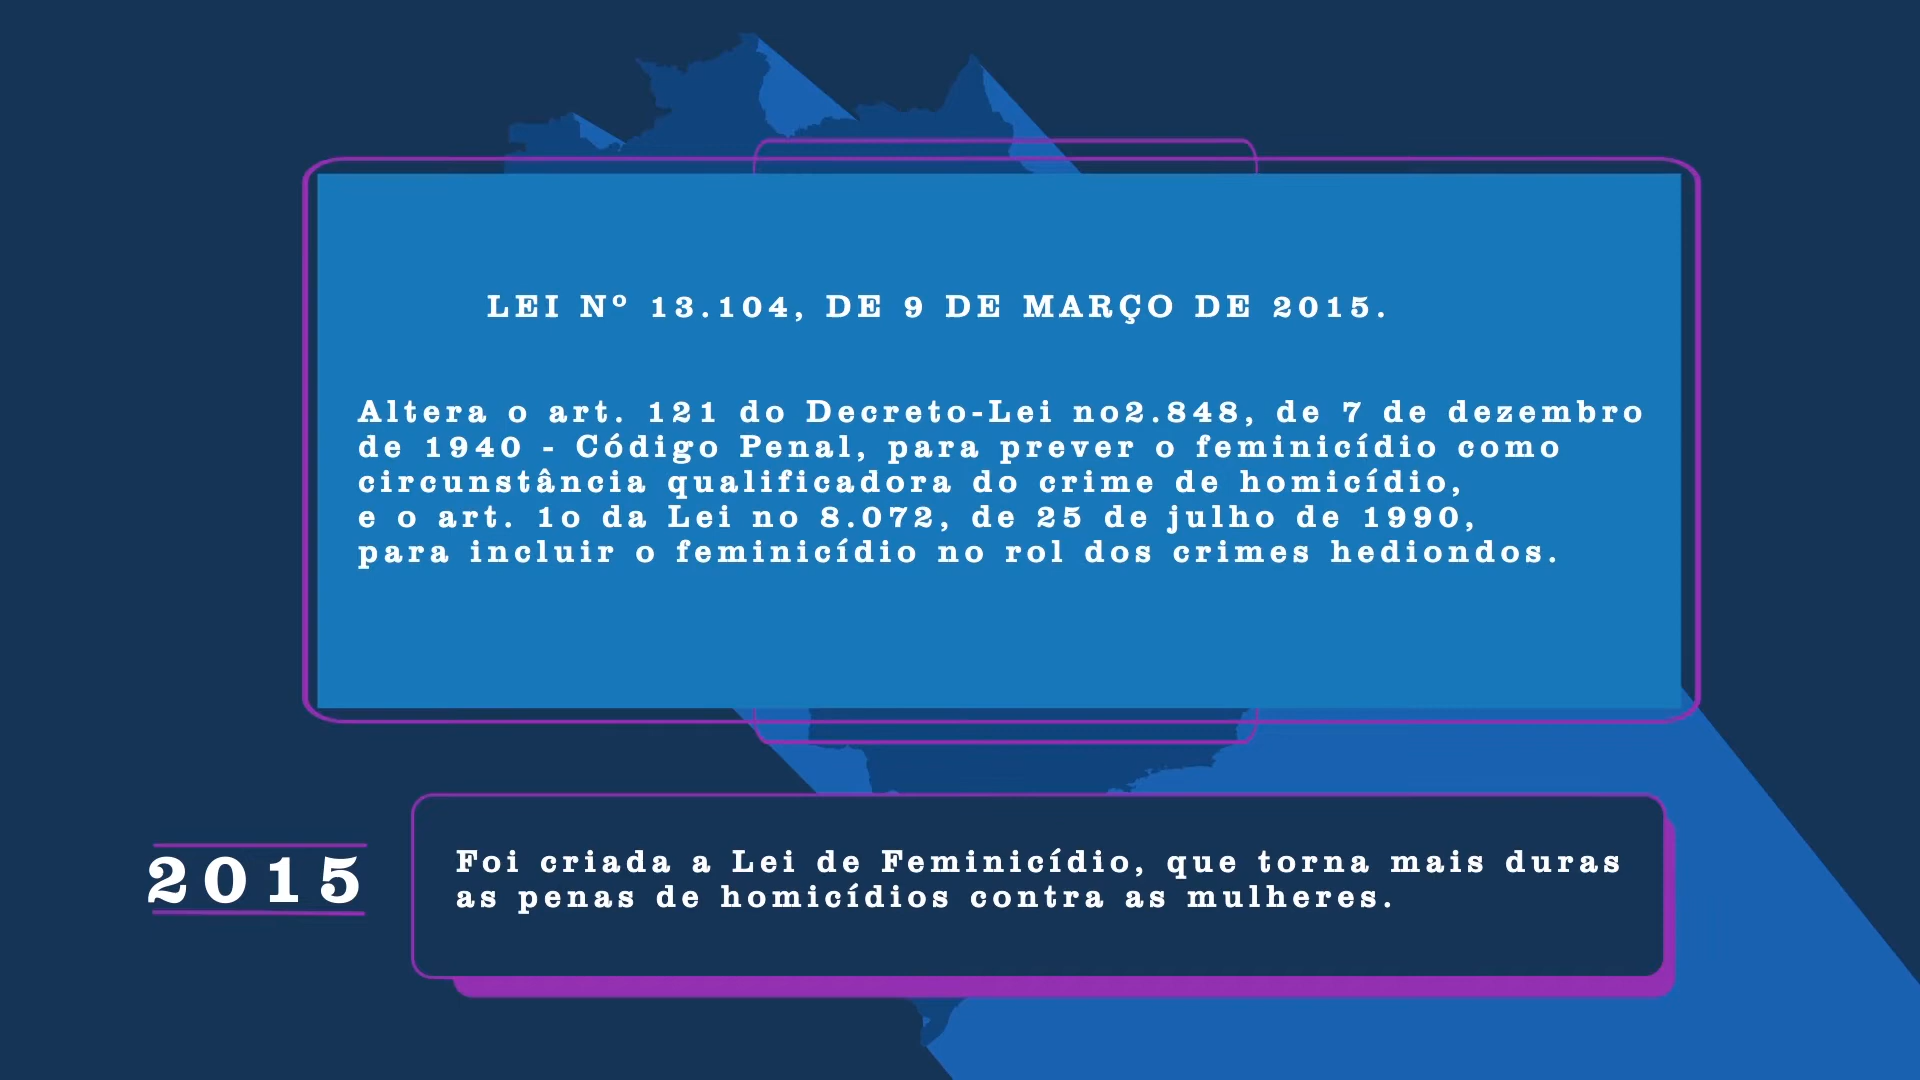 LEI Nº 13.104, DE 9 DE MARÇO DE 2015.
Altera o art. 121 do Decreto-Lei no2.848, de 7 de dezembro
de 1940 - Código Penal, para prever o feminicídio como
circunstância qualificadora do crime de homicídio,
e o art. 1o da Lei no 8.072, de 25 de julho de 1990,
para incluir o feminicídio no rol dos crimes hediondos.
2015
Foi criada a Lei de Feminicídio, que torna mais duras
as penas de homicídios contra as mulheres.